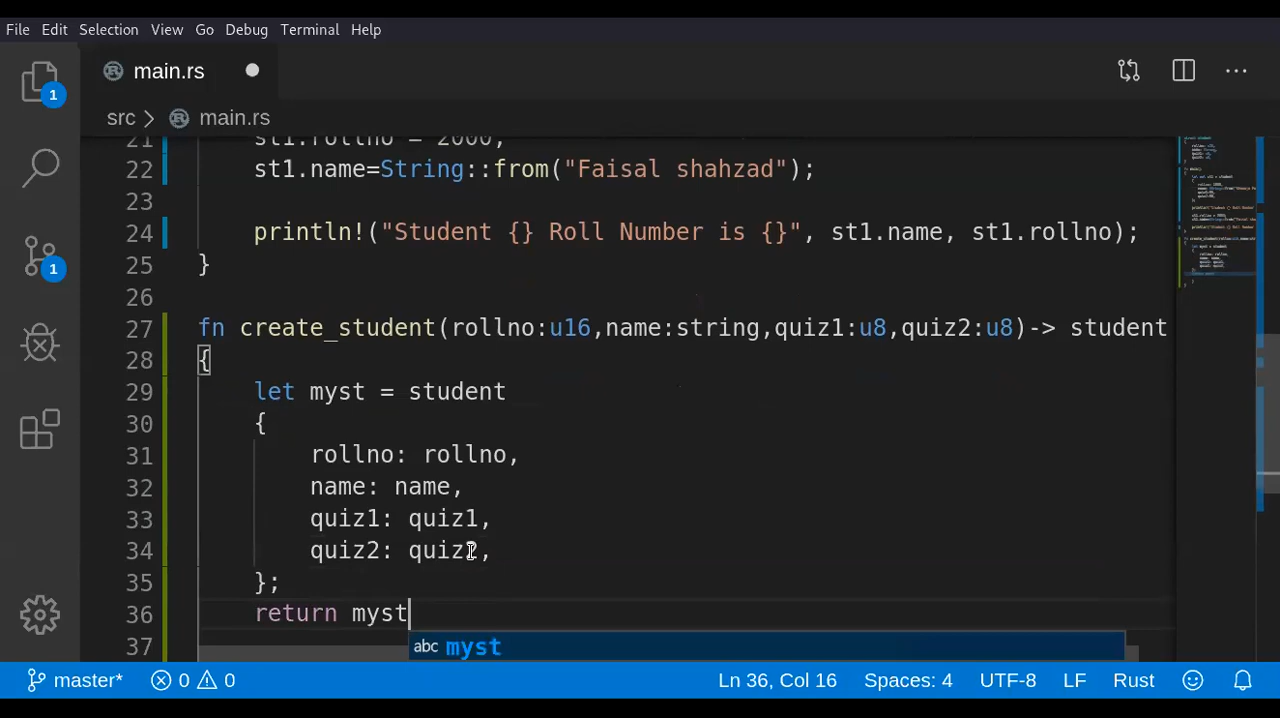 File Edit Selection View Go Debug Terminal Help
main.rs
src > main.rs
21 st1.rollno = 2000;
22 st1.name=String::from("Faisal shahzad");
23
24 println!("Student {} Roll Number is {}", st1.name, st1.rollno);
25 }
26
27 fn create_student(rollno:u16,name:string,quiz1:u8,quiz2:u8)-> student
28 {
29 let myst = student
30 {
31 rollno: rollno,
32 name: name,
33 quiz1: quiz1,
34 quiz2: quiz2,
35 };
36 return myst
37
abc myst
1
1
master* 0 0 Ln 36, Col 16 Spaces: 4 UTF-8 LF Rust